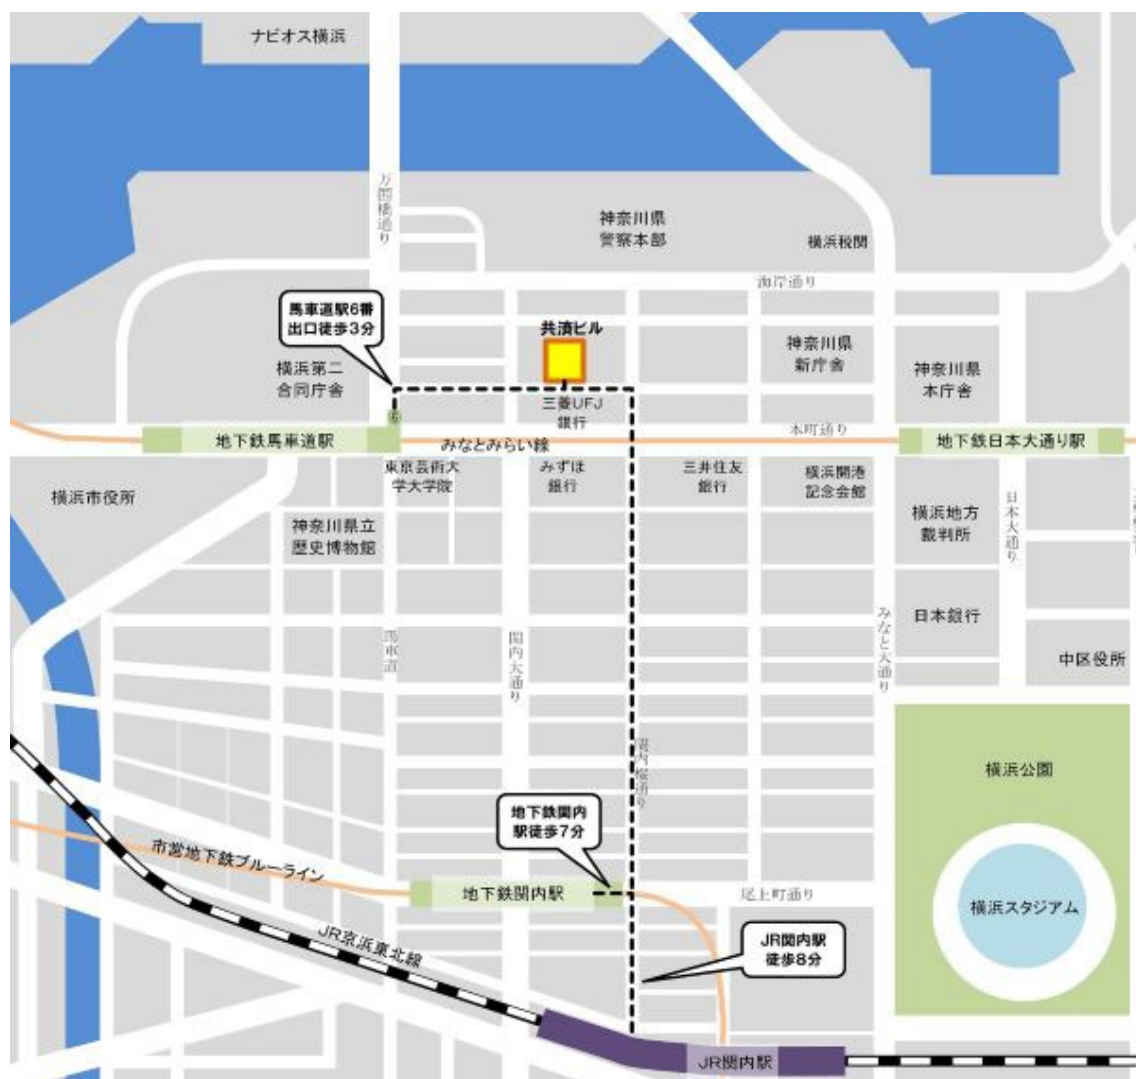 ナビオス横浜
万国橋通り
神奈川県
警察本部
横浜税関
海岸通り
馬車道駅6番
出口徒歩3分
共済ビル
横浜第二
合同庁舎
神奈川県
新庁舎
神奈川県
本庁舎
三菱UFJ
銀行
6
地下鉄馬車道駅
みなとみらい線
本町通り
地下鉄日本大通り駅
横浜市役所
東京芸術大
学大学院
みずほ
銀行
三井住友
銀行
横浜開港
記念会館
神奈川県立
歴史博物館
横浜地方
裁判所
日本大通り
日本銀行
馬車道
関内大通り
みなと大通り
中区役所
関内桜通り
横浜公園
地下鉄関内
駅徒歩7分
市営地下鉄ブルーライン
地下鉄関内駅
尾上町通り
横浜スタジアム
JR京浜東北線
JR関内駅
徒歩8分
JR関内駅